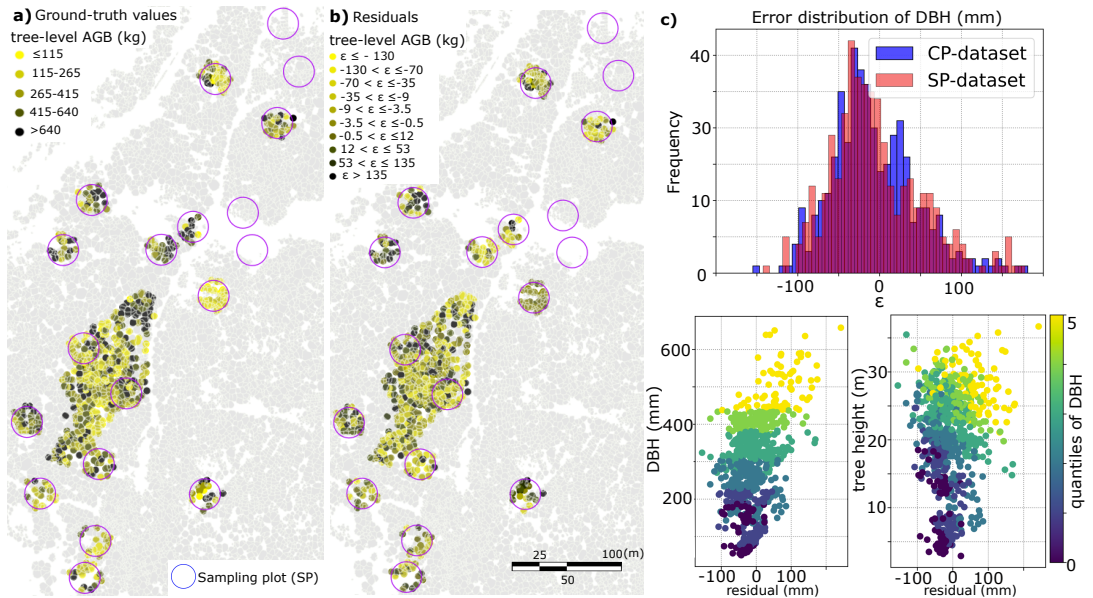 a) Ground-truth values
tree-level AGB (kg)
≤115
115-265
265-415
415-640
>640
25
100(m)
50
Sampling plot (SP)
b) Residuals
tree-level AGB (kg)
ε ≤ - 130
-130 < ε ≤-70
-70 < ε ≤-35
-35 < ε ≤-9
-9 < ε ≤-3.5
-3.5 < ε ≤-0.5
-0.5 < ε ≤12
12 < ε ≤53
53 < ε ≤135
ε > 135
c) Error distribution of DBH (mm)
CP-dataset
SP-dataset
Frequency
40
30
20
10
0
-100
0
100
ε
DBH (mm)
600
400
200
-100
0
100
residual (mm)
tree height (m)
30
20
10
-100
0
100
residual (mm)
5
quantiles of DBH
0